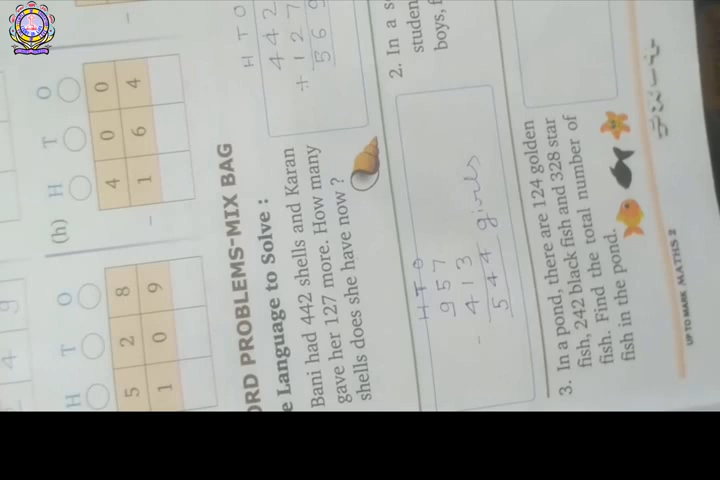 4 9
H T O
5 2 8
1 0 9
(h) H T O
4 0 0
- 1 6 4
-
ORD PROBLEMS-MIX BAG
e Language to Solve :
Bani had 442 shells and Karan
gave her 127 more. How many
shells does she have now ?
H T O
4 4 2
+ 1 2 7
5 6 9
H T O
9 5 7
- 4 1 3
5 4 4 girls
2. In a s
studen
boys, f
3. In a pond, there are 124 golden
fish, 242 black fish and 328 star
fish. Find the total number of
fish in the pond.
UP TO MARK MATHS 2